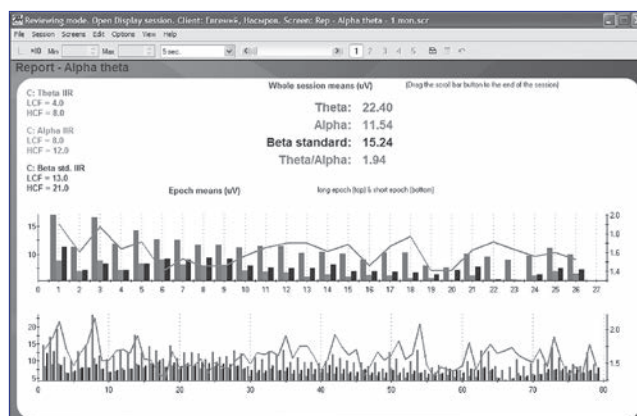 Reviewing mode. Open Display session. Client: Евгений, Насыров. Screen: Rep - Alpha theta - 1 mon.scr
File Session Screens Edit Options View Help
Min Max 5 sec. 1 2 3 4 5
Report - Alpha theta
Whole session means (uV) (Drag the scroll bar button to the end of the session)
C: Theta IIR
LCF = 4.0
HCF = 8.0
C: Alpha IIR
LCF = 8.0
HCF = 12.0
C: Beta std. IIR
LCF = 13.0
HCF = 21.0
Theta: 22.40
Alpha: 11.54
Beta standard: 15.24
Theta/Alpha: 1.94
Epoch means (uV) long epoch (top) & short epoch (bottom)
15
10
2.0
1.8
1.6
1.4
0 1 2 3 4 5 6 7 8 9 10 11 12 13 14 15 16 17 18 19 20 21 22 23 24 25 26 27
20
15
10
5
2.0
1.5
0 10 20 30 40 50 60 70 80